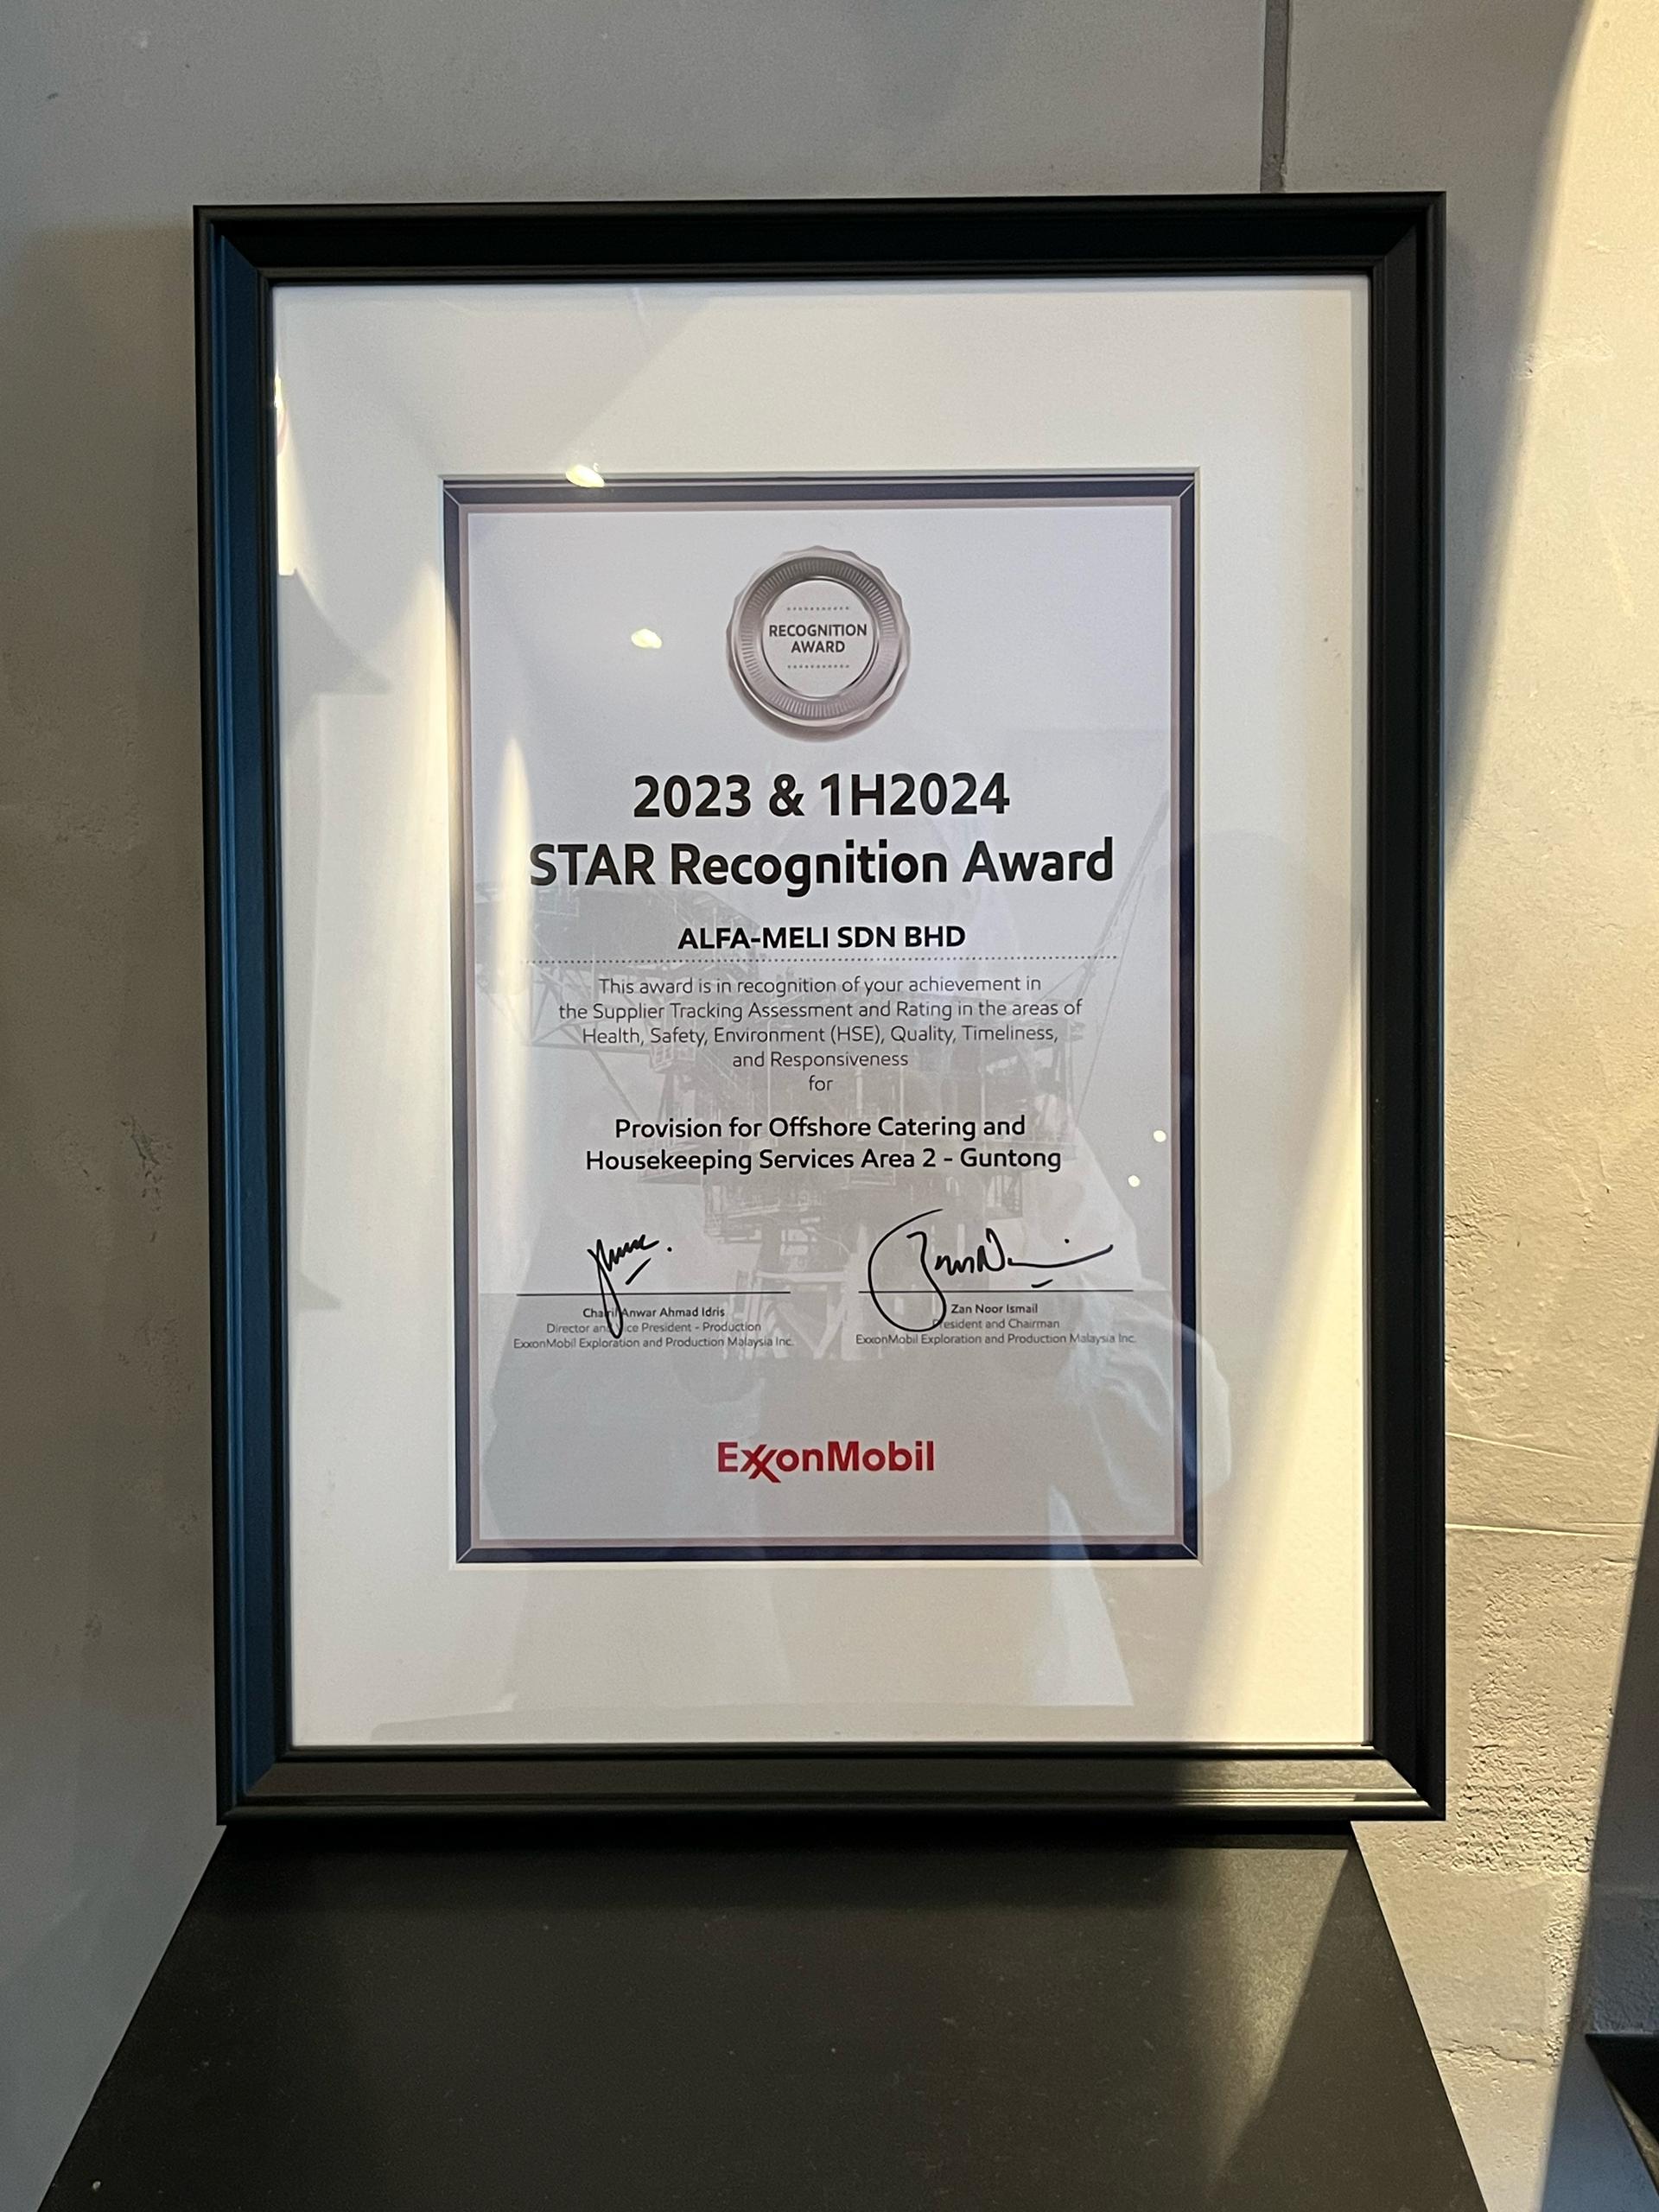 RECOGNITION
AWARD
2023 & 1H2024
STAR Recognition Award
ALFA-MELI SDN BHD
This award is in recognition of your achievement in
the Supplier Tracking Assessment and Rating in the areas of
Health, Safety, Environment (HSE), Quality, Timeliness,
and Responsiveness
for
Provision for Offshore Catering and
Housekeeping Services Area 2 - Guntong
Anwar Ahmad Idris
Director and Vice President - Production
ExxonMobil Exploration and Production Malaysia Inc.
Zan Noor Ismail
President and Chairman
ExxonMobil Exploration and Production Malaysia Inc.
ExxonMobil